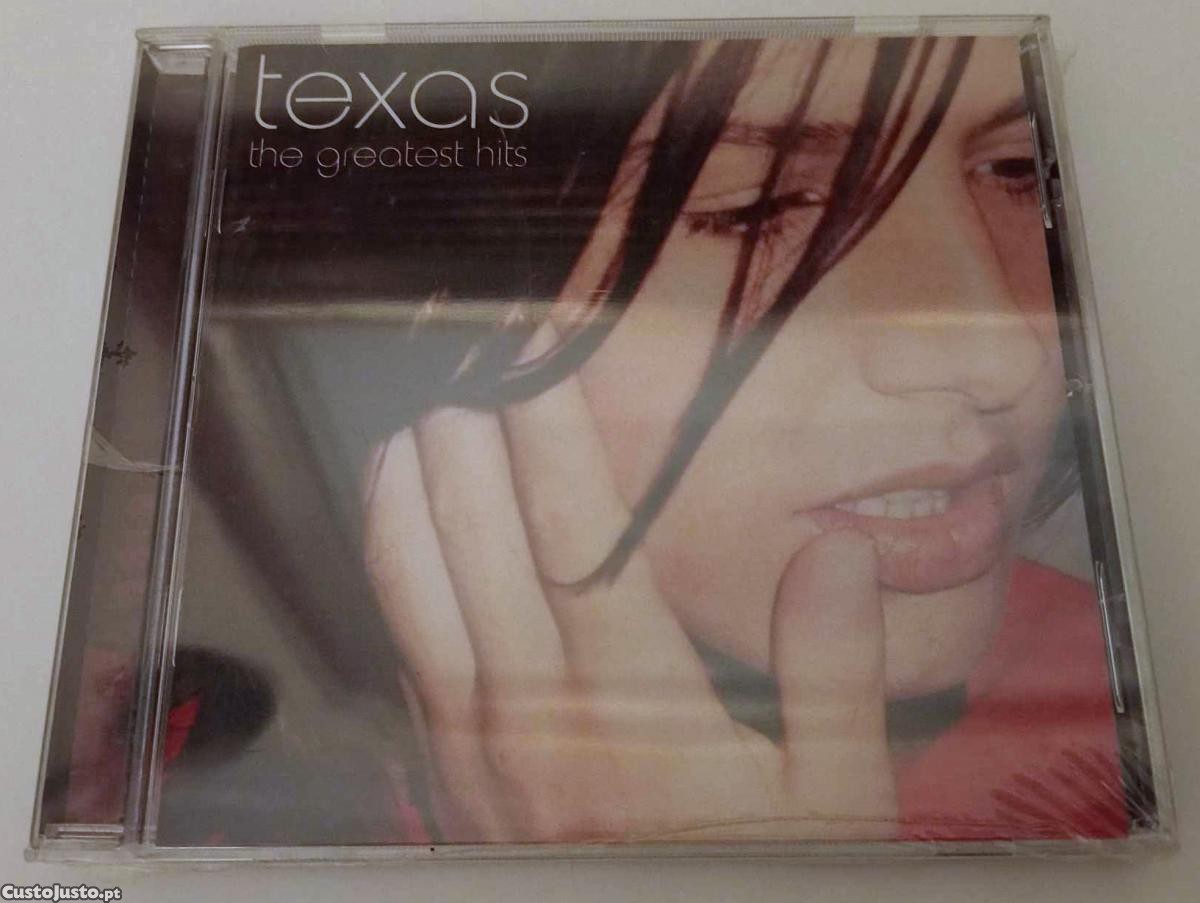 texas
the greatest hits
CustoJusto.pt